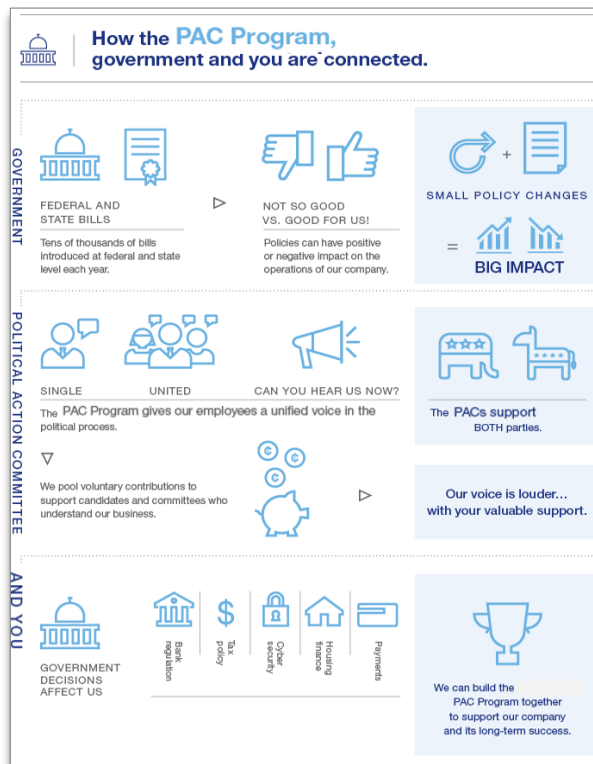 How the PAC Program,
government and you are connected.
GOVERNMENT
FEDERAL AND
STATE BILLS
Tens of thousands of bills
introduced at federal and state
level each year.
NOT SO GOOD
VS. GOOD FOR US!
Policies can have positive
or negative impact on the
operations of our company.
+
SMALL POLICY CHANGES
=
BIG IMPACT
POLITICAL ACTION COMMITTEE
SINGLE
UNITED
CAN YOU HEAR US NOW?
The PAC Program gives our employees a unified voice in the
political process.
The PACs support
BOTH parties.
We pool voluntary contributions to
support candidates and committees who
understand our business.
¢
¢
¢
Our voice is louder...
with your valuable support.
AND YOU
GOVERNMENT
DECISIONS
AFFECT US
Bank
regulation
$
Tax
policy
Cyber
security
Housing
finance
Payments
We can build the
PAC Program together
to support our company
and its long-term success.